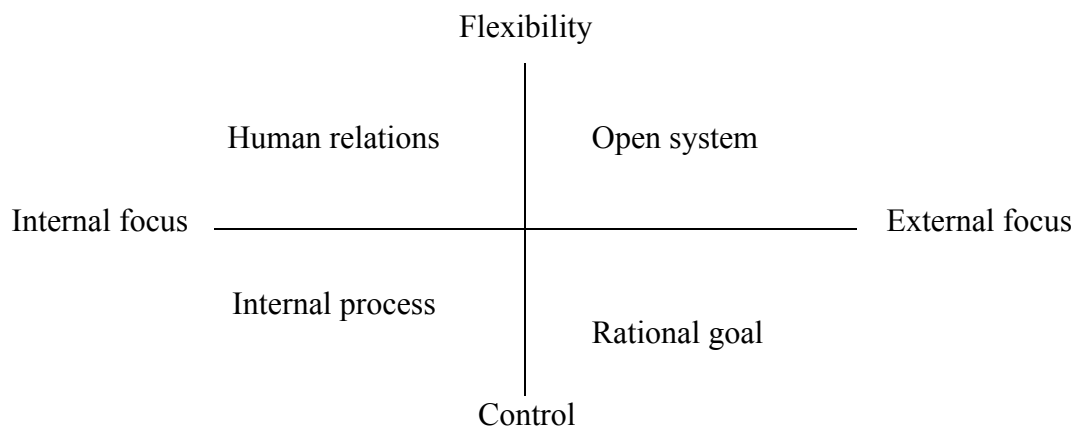 Flexibility
Human relations
Open system
Internal focus
External focus
Internal process
Rational goal
Control